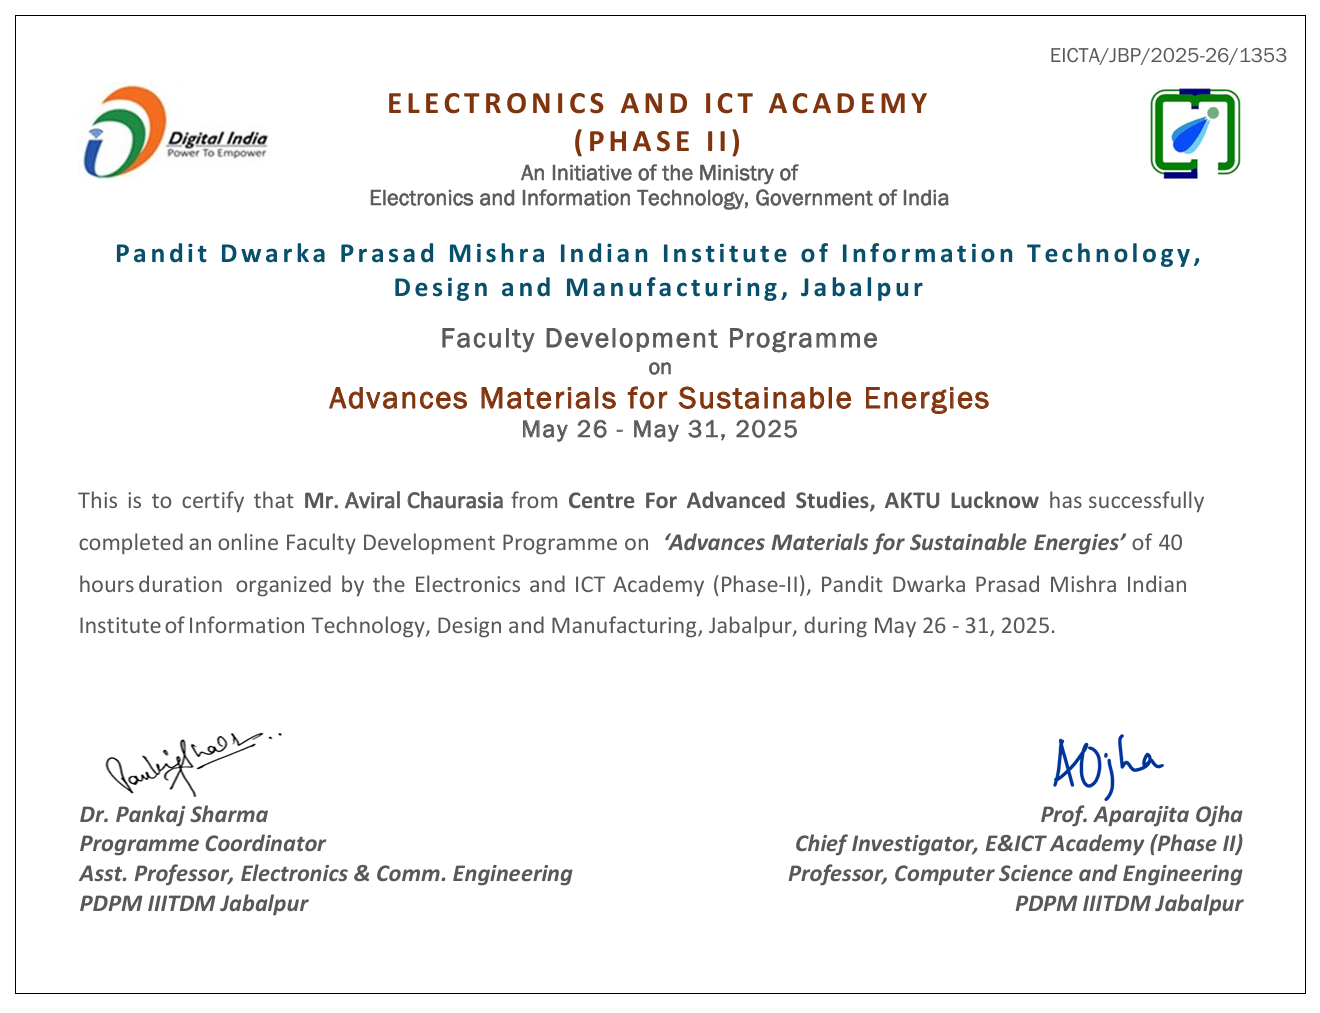 EICTA/JBP/2025-26/1353
Digital India
Power To Empower
ELECTRONICS AND ICT ACADEMY
(PHASE II)
An Initiative of the Ministry of
Electronics and Information Technology, Government of India
Pandit Dwarka Prasad Mishra Indian Institute of Information Technology,
Design and Manufacturing, Jabalpur
Faculty Development Programme
on
Advances Materials for Sustainable Energies
May 26 - May 31, 2025
This is to certify that Mr. Aviral Chaurasia from Centre For Advanced Studies, AKTU Lucknow has successfully
completed an online Faculty Development Programme on ‘Advances Materials for Sustainable Energies’ of 40
hours duration organized by the Electronics and ICT Academy (Phase-II), Pandit Dwarka Prasad Mishra Indian
Institute of Information Technology, Design and Manufacturing, Jabalpur, during May 26 - 31, 2025.
AOjha
Dr. Pankaj Sharma
Programme Coordinator
Asst. Professor, Electronics & Comm. Engineering
PDPM IIITDM Jabalpur
Prof. Aparajita Ojha
Chief Investigator, E&ICT Academy (Phase II)
Professor, Computer Science and Engineering
PDPM IIITDM Jabalpur